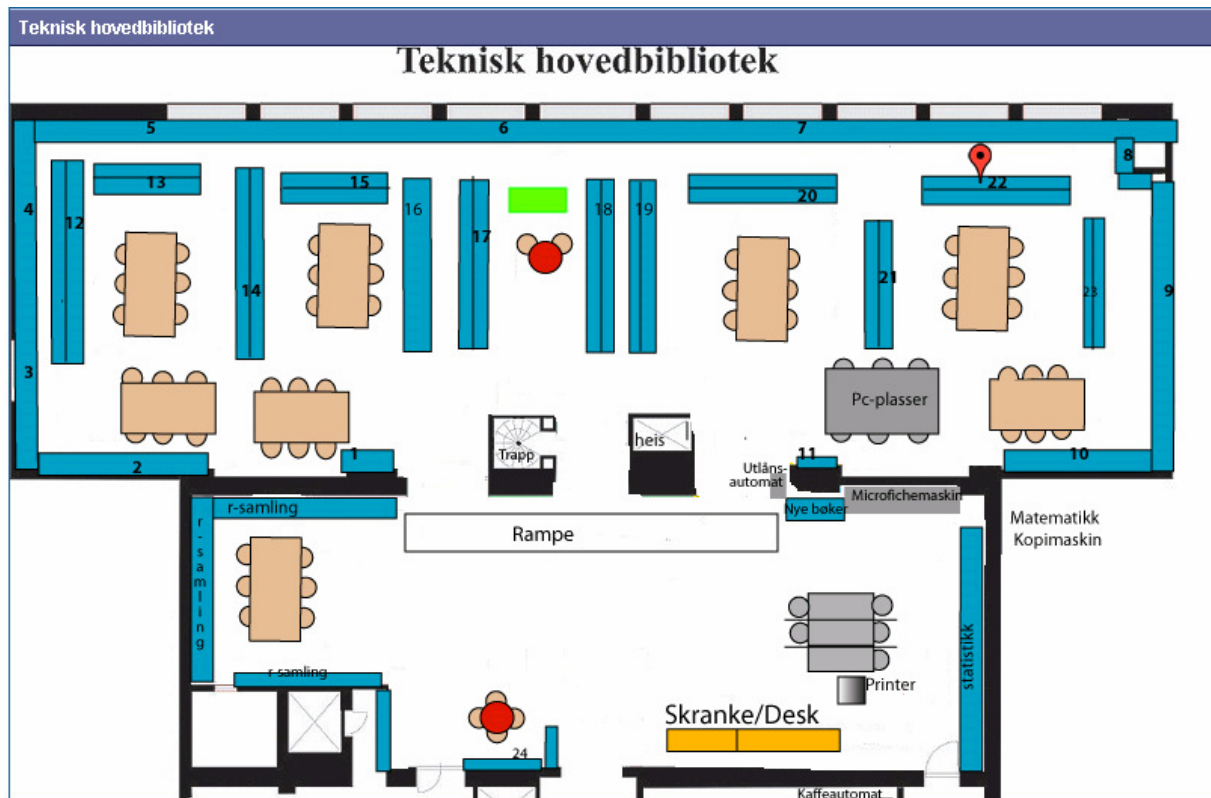 Teknisk hovedbibliotek
Teknisk hovedbibliotek
5
6
7
8
13
15
20
22
4
12
16
17
18
19
14
21
23
9
3
Pc-plasser
Trapp
heis
1
2
11
10
Utlåns-
automat
Microfichemaskin
Nye bøker
r-samling
r-samling
Rampe
Matematikk
Kopimaskin
statistikk
r-samling
Printer
Skranke/Desk
24
Kaffeautomat